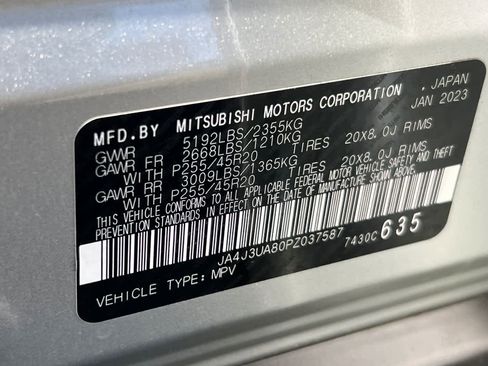 MFD.BY MITSUBISHI MOTORS CORPORATION . JAPAN
JAN 2023
GVWR 5192LBS/2355KG
GAWR FR 2668LBS/1210KG
WITH P255/45R20 TIRES 20X8.0J RIMS
GAWR RR 3009LBS/1365KG
WITH P255/45R20 TIRES 20X8.0J RIMS
THIS VEHICLE CONFORMS TO ALL APPLICABLE FEDERAL MOTOR VEHICLE SAFETY AND THEFT
PREVENTION STANDARDS IN EFFECT ON THE DATE OF MANUFACTURE SHOWN ABOVE.
JA4J3UA80PZ037587 7430C 635
VEHICLE TYPE: MPV